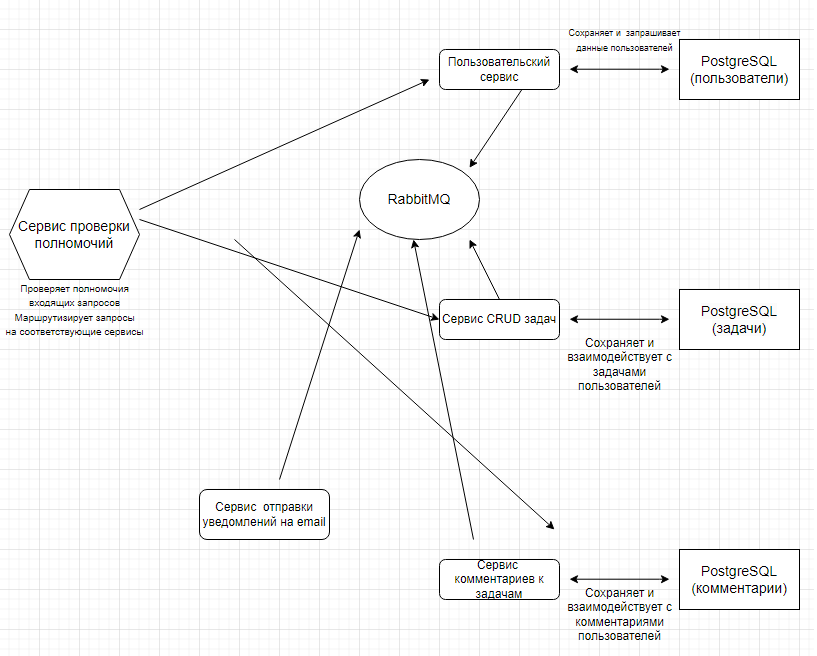 Сохраняет и запрашивает
данные пользователей
Пользовательский
сервис
PostgreSQL
(пользователи)
RabbitMQ
Сервис проверки
полномочий
Проверяет полномочия
входящих запросов
Маршрутизирует запросы
на соответствующие сервисы
Сервис CRUD задач
PostgreSQL
(задачи)
Сохраняет и
взаимодействует с
задачами
пользователей
Сервис отправки
уведомлений на email
Сервис
комментариев к
задачам
PostgreSQL
(комментарии)
Сохраняет и
взаимодействует с
комментариями
пользователей